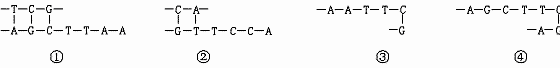 —T—C—G— —C—A— —A—A—T—T—C —A—G—C—T—T—
—A—G—C—T—T—A—A —G—T—T—C—C—A —G A—
① ② ③ ④